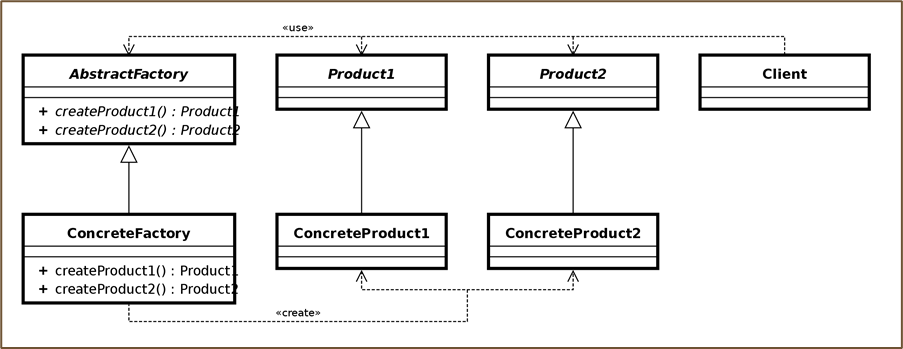 «use»
AbstractFactory
+ createProduct1() : Product1
+ createProduct2() : Product2
Product1
Product2
Client
ConcreteFactory
+ createProduct1() : Product1
+ createProduct2() : Product2
ConcreteProduct1
ConcreteProduct2
«create»